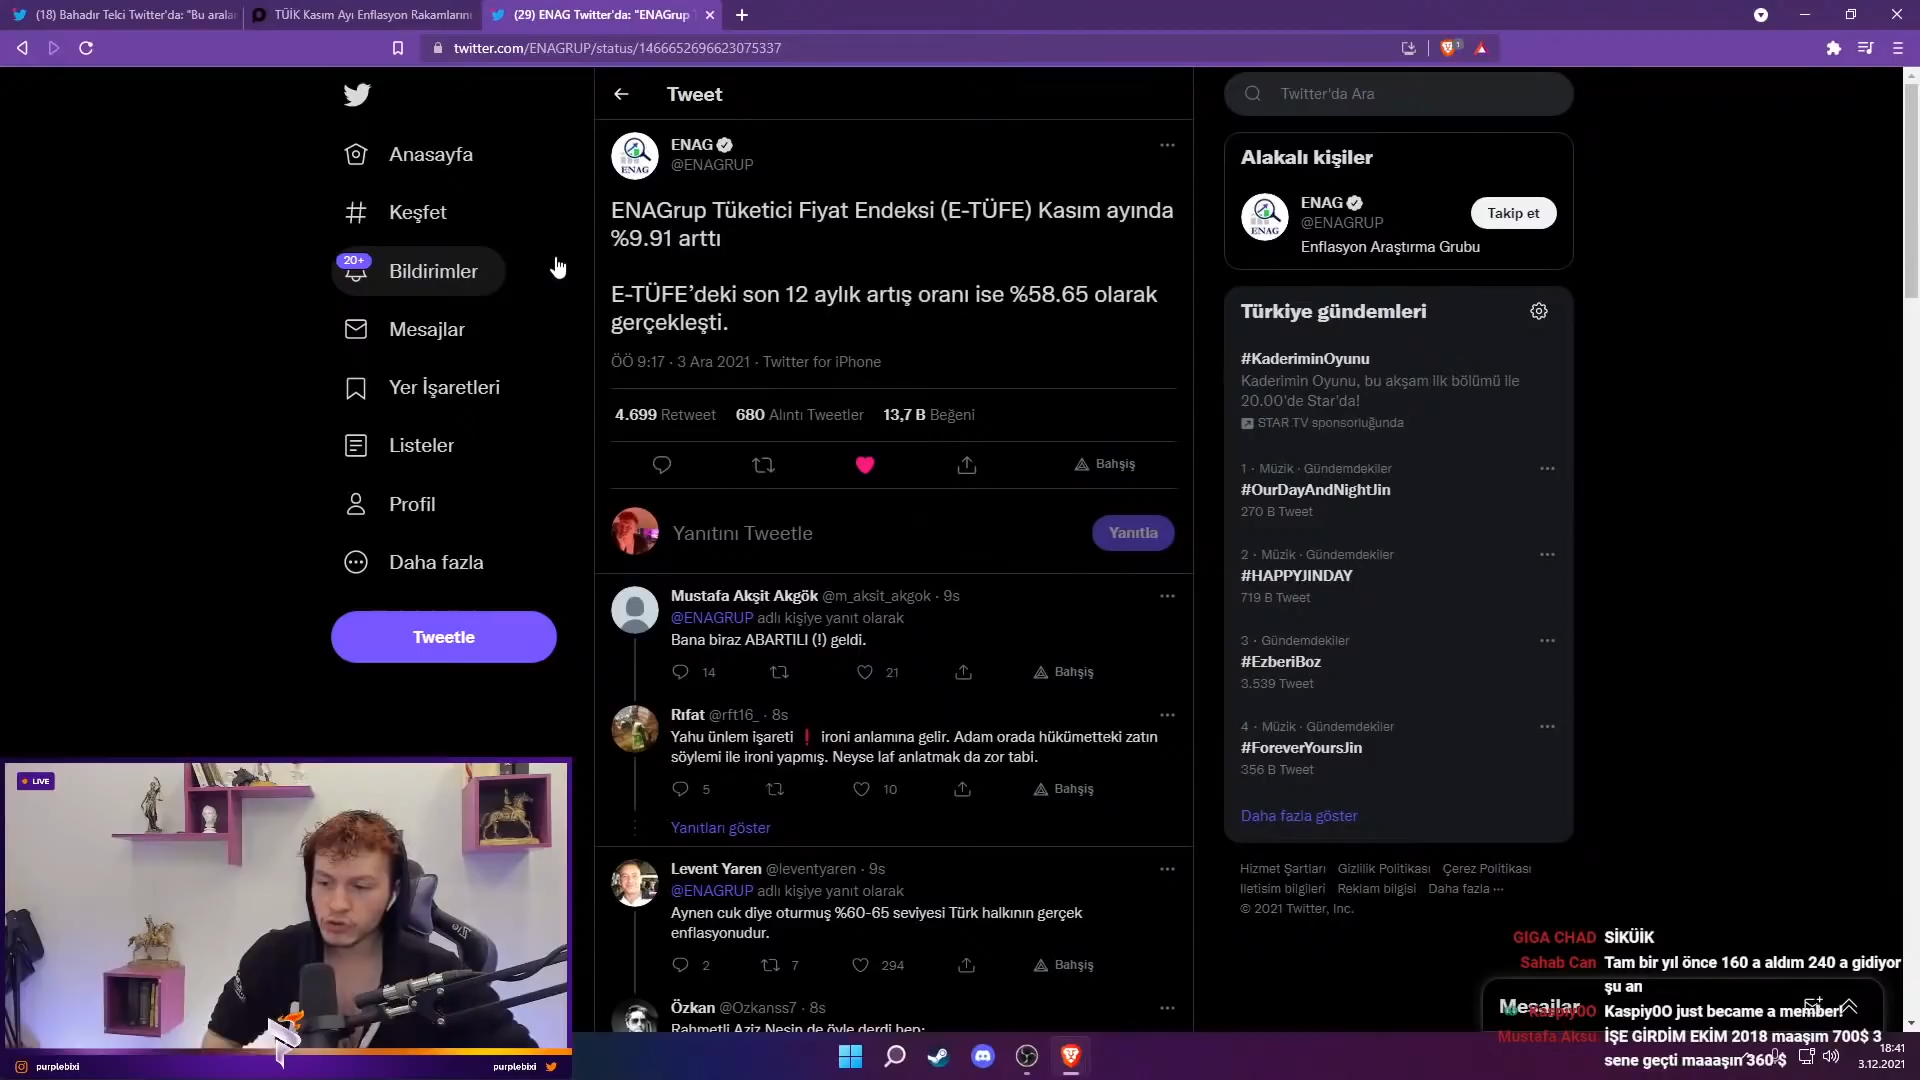 (18) Bahadır Telci Twitter'da: "Bu arala
TÜİK Kasım Ayı Enflasyon Rakamların
(29) ENAG Twitter'da: "ENAGrup
twitter.com/ENAGRUP/status/1466652696623075337
Anasayfa
Keşfet
20+
Bildirimler
Mesajlar
Yer İşaretleri
Listeler
Profil
Daha fazla
Tweetle
Tweet
ENAG
@ENAGRUP
ENAGrup Tüketici Fiyat Endeksi (E-TÜFE) Kasım ayında
%9.91 arttı
E-TÜFE’deki son 12 aylık artış oranı ise %58.65 olarak
gerçekleşti.
ÖÖ 9:17 · 3 Ara 2021 · Twitter for iPhone
4.699 Retweet 680 Alıntı Tweetler 13,7 B Beğeni
Bahşiş
Yanıtını Tweetle
Yanıtla
Mustafa Akşit Akgök @m_aksit_akgok · 9s
@ENAGRUP adlı kişiye yanıt olarak
Bana biraz ABARTILI (!) geldi.
14 21 Bahşiş
Rıfat @rft16_ · 8s
Yahu ünlem işareti ❗ ironi anlamına gelir. Adam orada hükümetteki zatın
söylemi ile ironi yapmış. Neyse laf anlatmak da zor tabi.
5 10 Bahşiş
Yanıtları göster
Levent Yaren @leventyaren · 9s
@ENAGRUP adlı kişiye yanıt olarak
Aynen cuk diye oturmuş %60-65 seviyesi Türk halkının gerçek
enflasyonudur.
2 7 294 Bahşiş
Özkan @Ozkanss7 · 8s
Rahmetli Aziz Nesin de öyle derdi hep;
Twitter'da Ara
Alakalı kişiler
ENAG
@ENAGRUP
Takip et
Enflasyon Araştırma Grubu
Türkiye gündemleri
#KaderiminOyunu
Kaderimin Oyunu, bu akşam ilk bölümü ile
20.00'de Star'da!
STAR TV sponsorluğunda
1 · Müzik · Gündemdekiler
#OurDayAndNightJin
270 B Tweet
2 · Müzik · Gündemdekiler
#HAPPYJINDAY
719 B Tweet
3 · Gündemdekiler
#EzberiBoz
3.539 Tweet
4 · Müzik · Gündemdekiler
#ForeverYoursJin
356 B Tweet
Daha fazla göster
Hizmet Şartları Gizlilik Politikası Çerez Politikası
İletişim bilgileri Reklam bilgisi Daha fazla ···
© 2021 Twitter, Inc.
Mesajlar
GIGA CHAD SİKÜİK
Sahab Can Tam bir yıl önce 160 a aldım 240 a gidiyor
şu an
Kaspiy00 Kaspiy00 just became a member!
Mustafa Aksu İŞE GİRDİM EKİM 2018 maaşım 700$ 3
sene geçti maaaşın 360 $
LIVE
purplebixi
purplebixi
18:41
3.12.2021